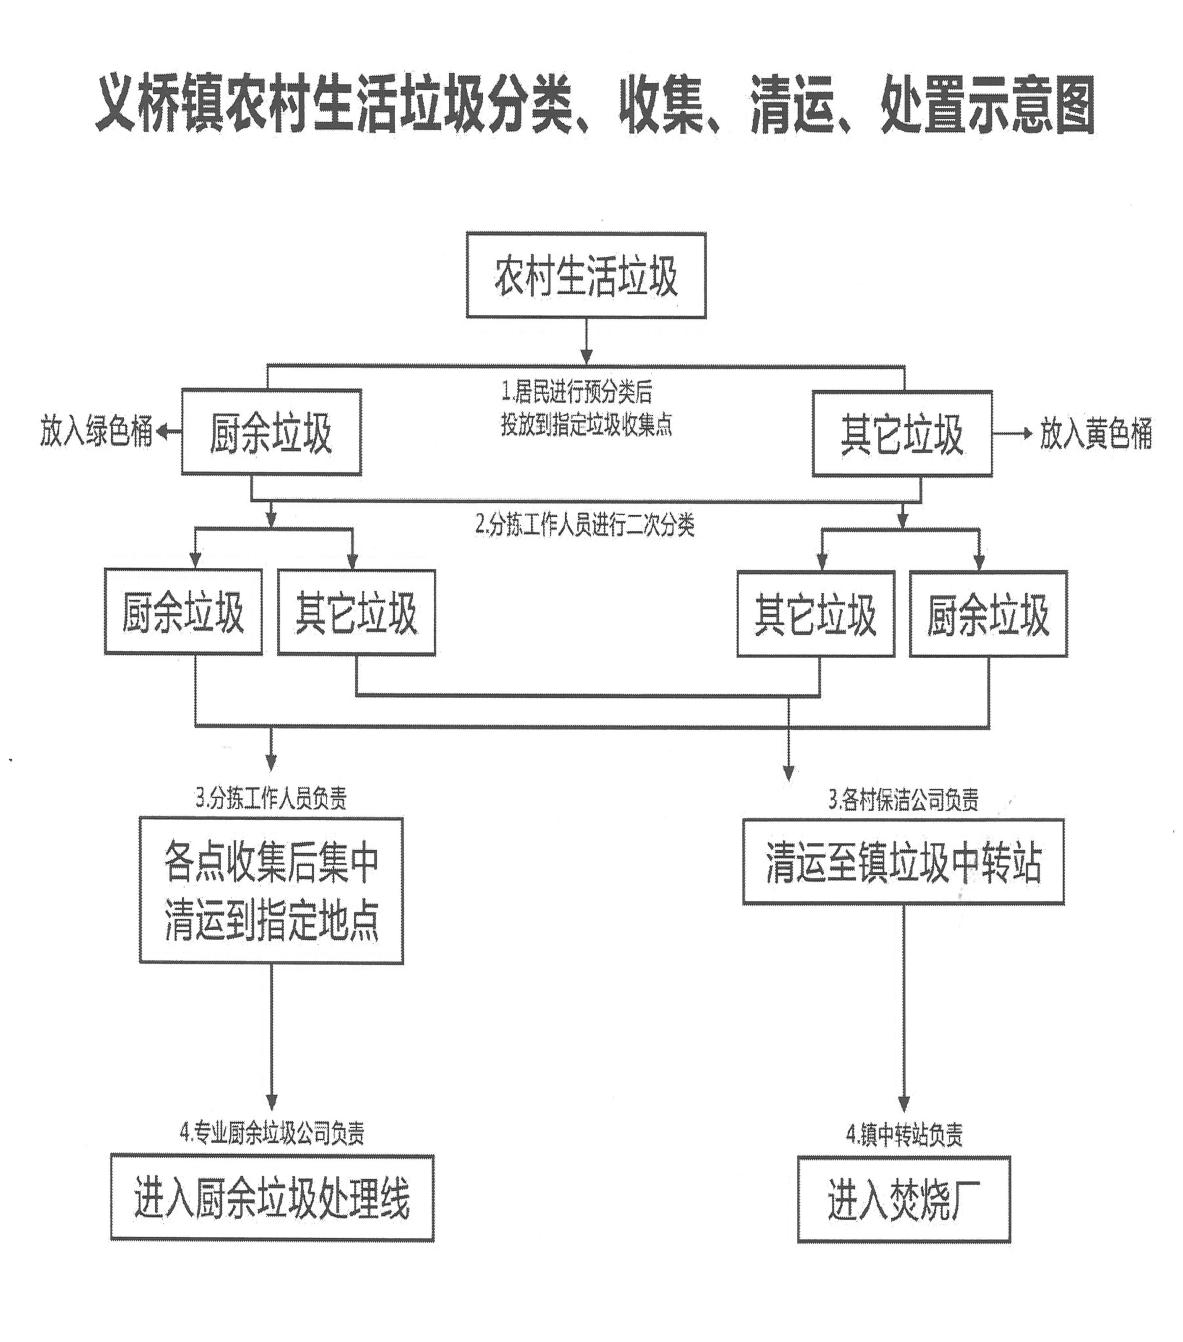 义桥镇农村生活垃圾分类、收集、清运、处置示意图
农村生活垃圾
1.居民进行预分类后
投放到指定垃圾收集点
放入绿色桶
厨余垃圾
其它垃圾
放入黄色桶
2.分拣工作人员进行二次分类
厨余垃圾
其它垃圾
其它垃圾
厨余垃圾
3.分拣工作人员负责
各点收集后集中
清运到指定地点
3.各村保洁公司负责
清运至镇垃圾中转站
4.专业厨余垃圾公司负责
进入厨余垃圾处理线
4.镇中转站负责
进入焚烧厂